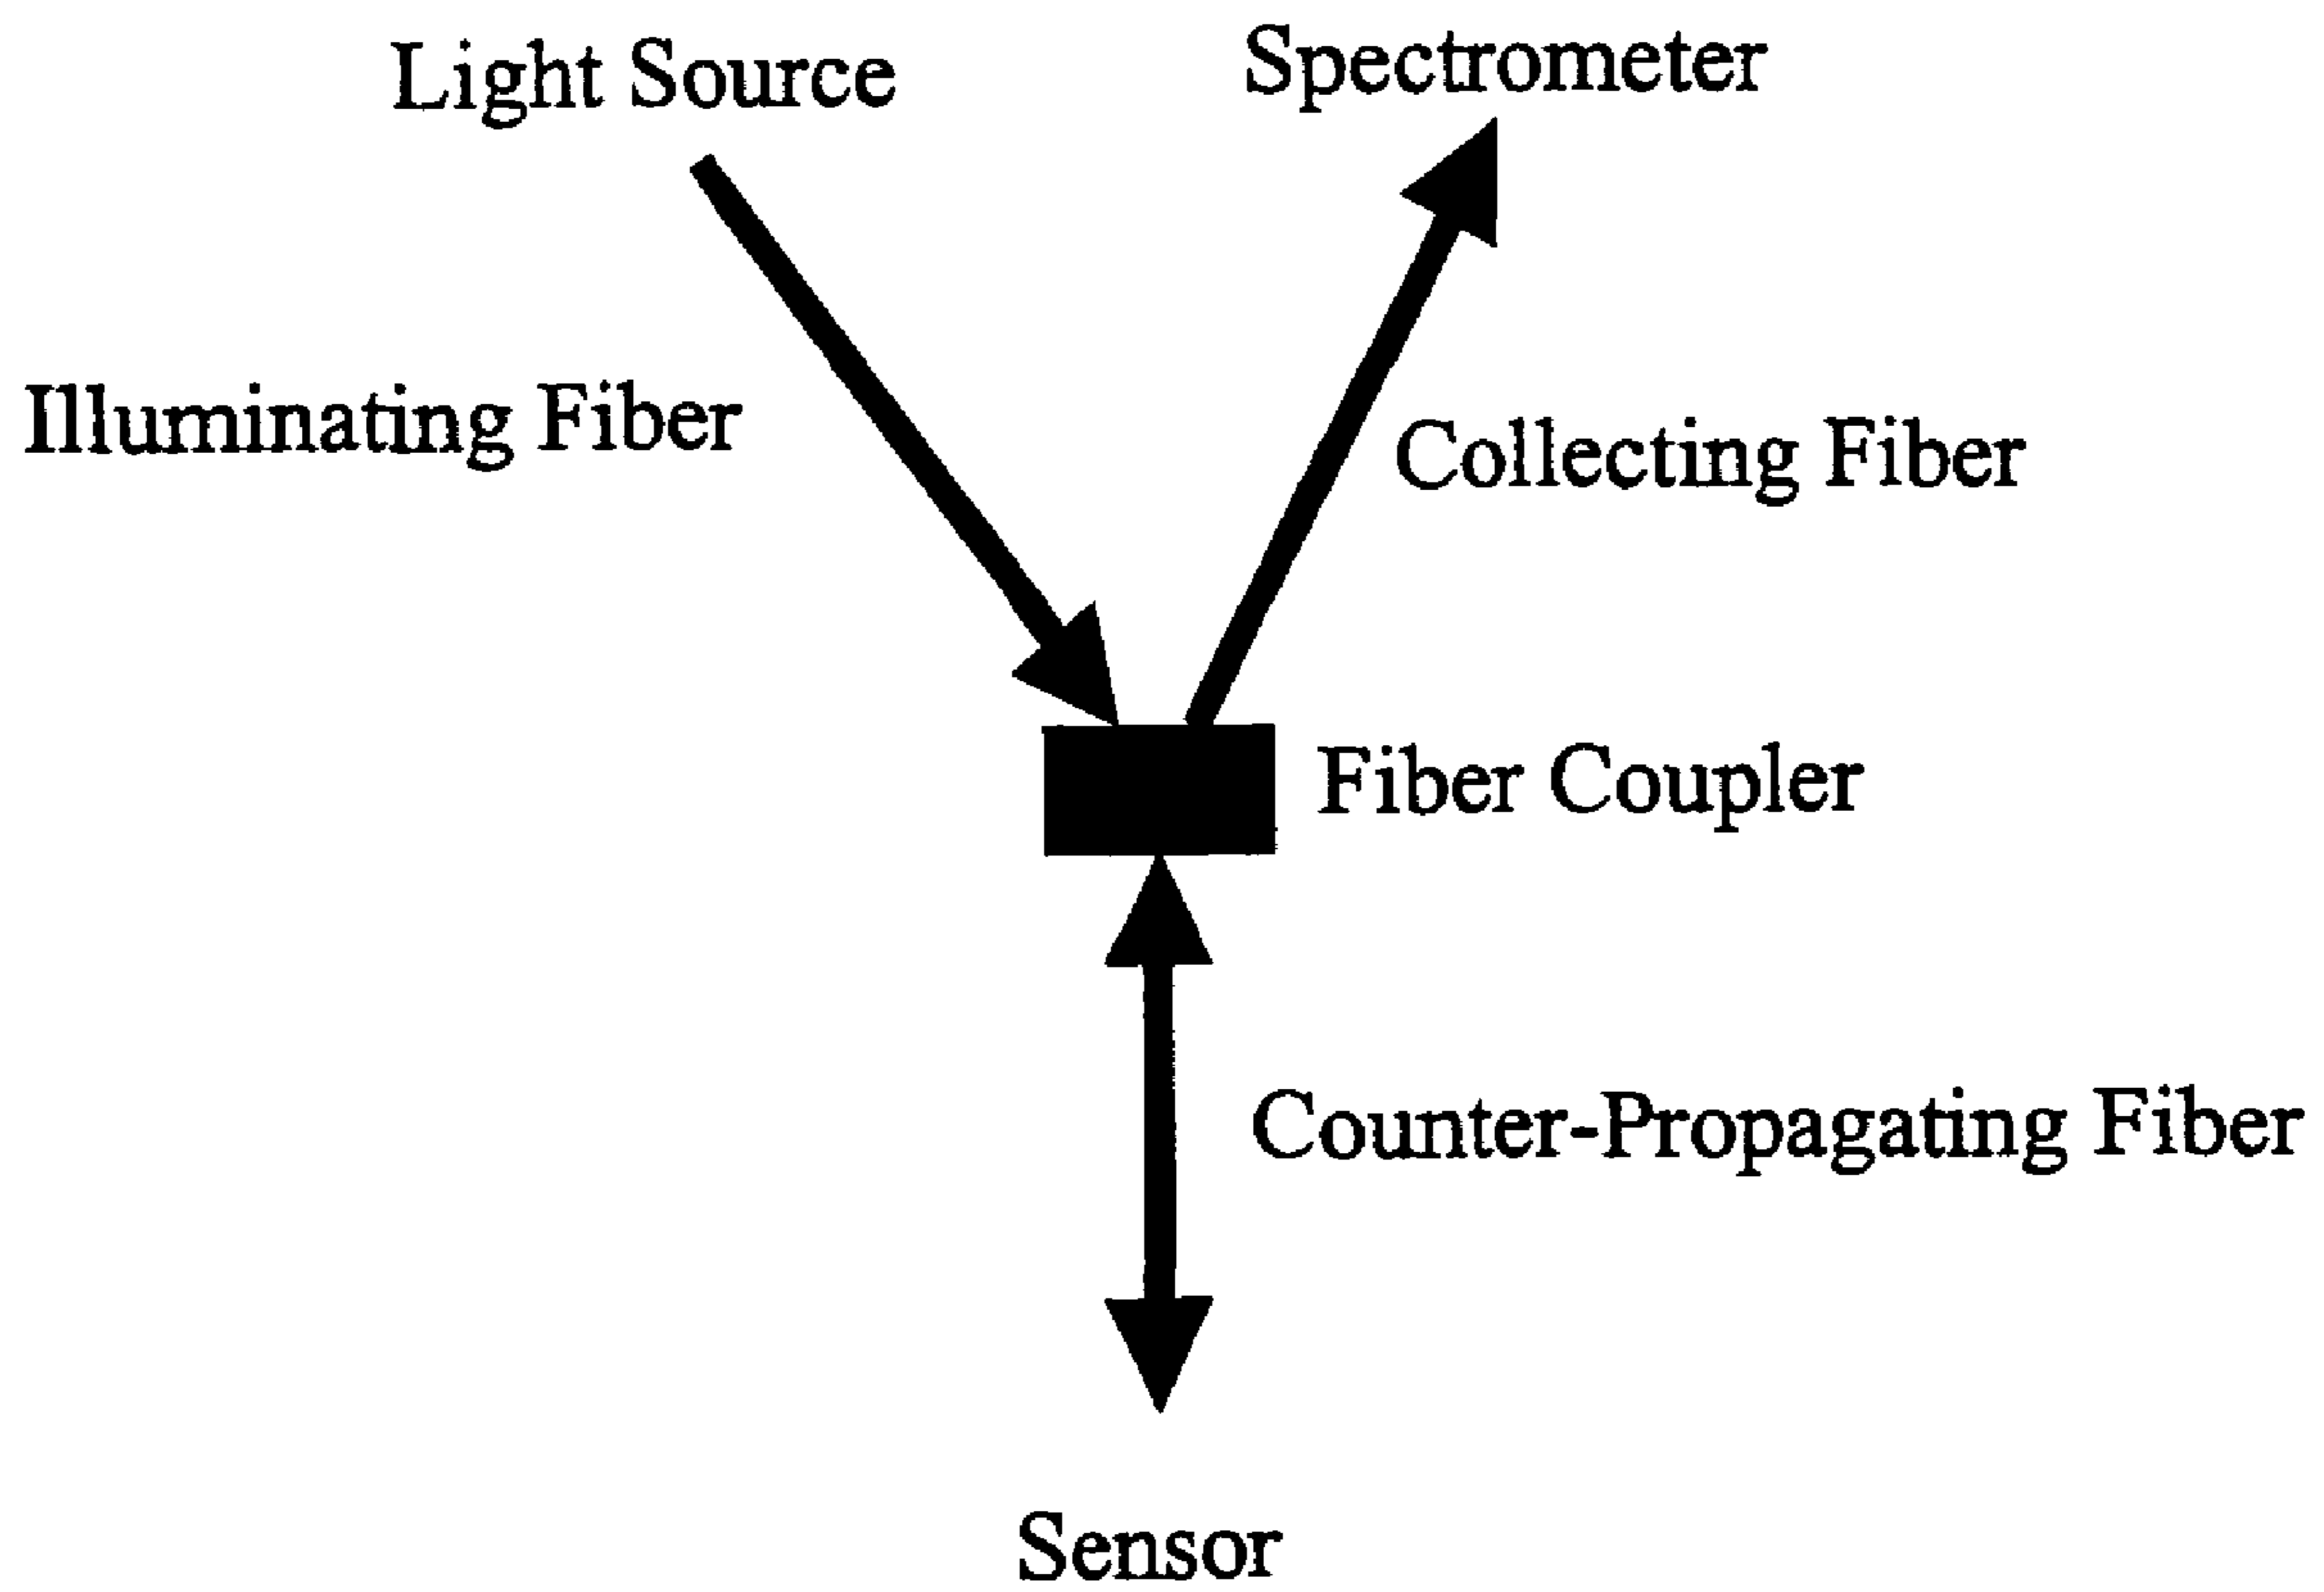 Light Source
Spectrometer
Illuminating Fiber
Collecting Fiber
Fiber Coupler
Counter-Propagating Fiber
Sensor